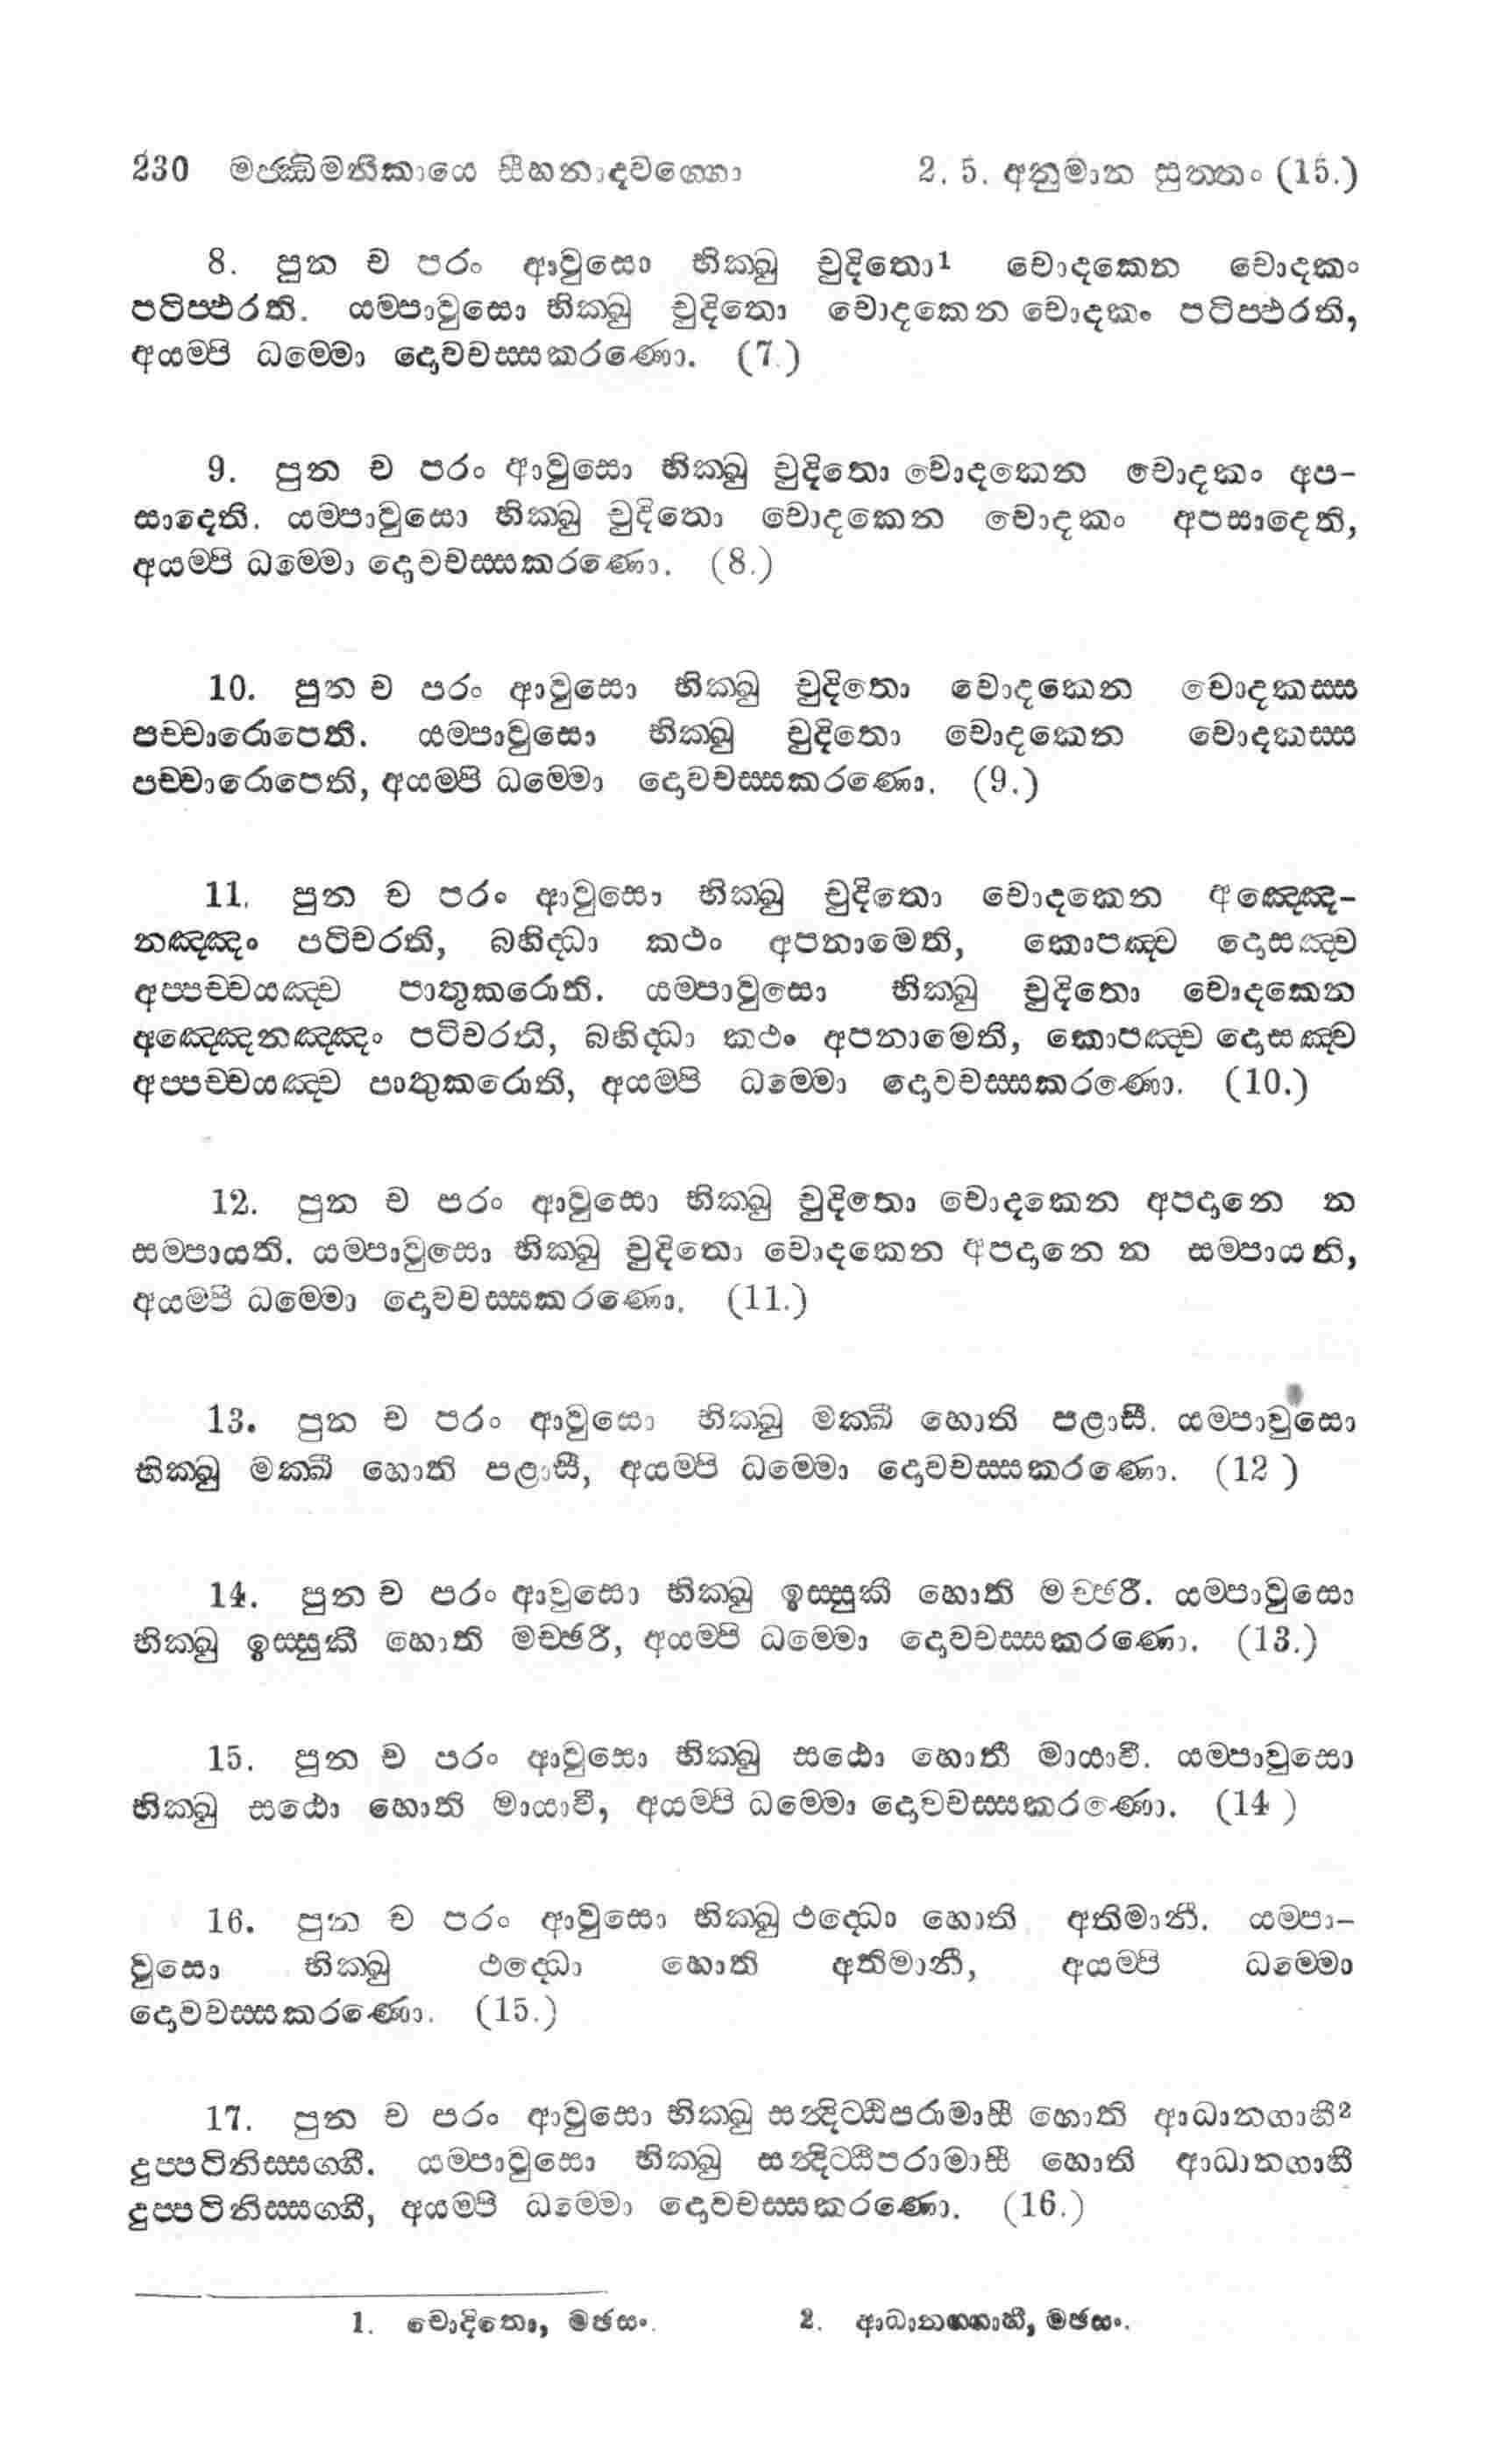 230 මජ්ඣිමනිකායෙ සීහනාදවග්ගො 2. 5. අනුමාන සුත්තං (15.)
8. පුන ච පරං ආවුසො භික්ඛු චුදිතො¹ චොදකෙන චොදකං
පටිප්ඵරති. යම්පාවුසො භික්ඛු චුදිතො චොදකෙන චොදකං පටිප්ඵරති,
අයම්පි ධම්මො දොවචස්සකරණො. (7.)
9. පුන ච පරං ආවුසො භික්ඛු චුදිතො චොදකෙන චොදකං අප-
සාදෙති. යම්පාවුසො භික්ඛු චුදිතො චොදකෙන චොදකං අපසාදෙති,
අයම්පි ධම්මො දොවචස්සකරණො. (8.)
10. පුන ච පරං ආවුසො භික්ඛු චුදිතො චොදකෙන චොදකස්ස
පච්චාරොපෙති. යම්පාවුසො භික්ඛු චුදිතො චොදකෙන චොදකස්ස
පච්චාරොපෙති, අයම්පි ධම්මො දොවචස්සකරණො. (9.)
11. පුන ච පරං ආවුසො භික්ඛු චුදිතො චොදකෙන අඤ්ඤෙ-
නඤ්ඤං පටිචරති, බහිද්ධා කථං අපනාමෙති, කොපඤ්ච දොසඤ්ච
අප්පච්චයඤ්ච පාතුකරොති. යම්පාවුසො භික්ඛු චුදිතො චොදකෙන
අඤ්ඤෙනඤ්ඤං පටිචරති, බහිද්ධා කථං අපනාමෙති, කොපඤ්ච දොසඤ්ච
අප්පච්චයඤ්ච පාතුකරොති, අයම්පි ධම්මො දොවචස්සකරණො. (10.)
12. පුන ච පරං ආවුසො භික්ඛු චුදිතො චොදකෙන අපදානෙ න
සම්පායති. යම්පාවුසො භික්ඛු චුදිතො චොදකෙන අපදානෙ න සම්පායති,
අයම්පි ධම්මො දොවචස්සකරණො. (11.)
13. පුන ච පරං ආවුසො භික්ඛු මක්ඛී හොති පළාසී. යම්පාවුසො
භික්ඛු මක්ඛී හොති පළාසී, අයම්පි ධම්මො දොවචස්සකරණො. (12 )
14. පුන ච පරං ආවුසො භික්ඛු ඉස්සුකී හොති මච්ඡරී. යම්පාවුසො
භික්ඛු ඉස්සුකී හොති මච්ඡරී, අයම්පි ධම්මො දොවචස්සකරණො. (13.)
15. පුන ච පරං ආවුසො භික්ඛු සඨො හොති මායාවී. යම්පාවුසො
භික්ඛු සඨො හොති මායාවී, අයම්පි ධම්මො දොවචස්සකරණො. (14 )
16. පුන ච පරං ආවුසො භික්ඛු ථද්ධො හොති අතිමානී. යම්පා-
වුසො භික්ඛු ථද්ධො හොති අතිමානී, අයම්පි ධම්මො
දොවචස්සකරණො. (15.)
17. පුන ච පරං ආවුසො භික්ඛු සන්දිට්ඨිපරාමාසී හොති ආධානගාහී²
දුප්පටිනිස්සග්ගී. යම්පාවුසො භික්ඛු සන්දිට්ඨිපරාමාසී හොති ආධානගාහී
දුප්පටිනිස්සග්ගී, අයම්පි ධම්මො දොවචස්සකරණො. (16.)
1. චොදිතො, මඡසං. 2. ආධානග්ගාහී, මඡසං.